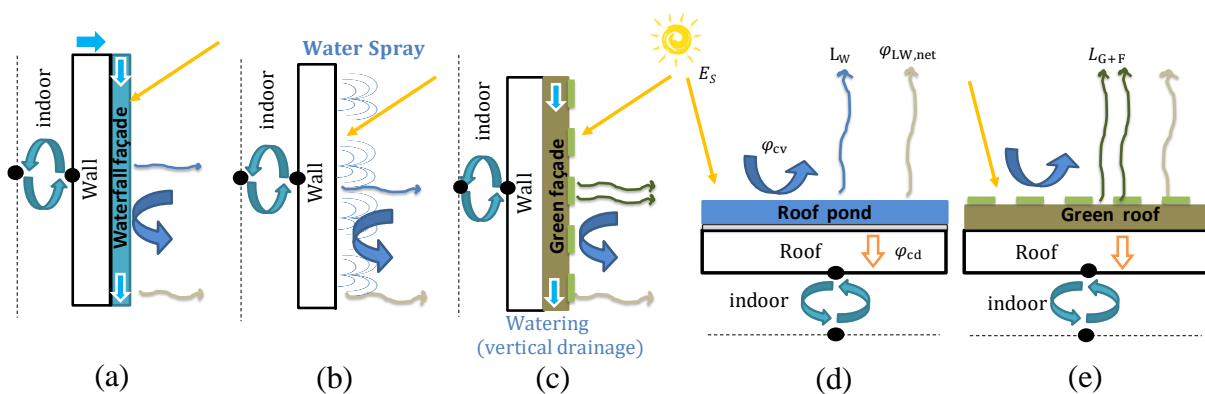 indoor
Wall
Waterfall façade
(a)
Water Spray
indoor
Wall
(b)
indoor
Wall
Green façade
Watering
(vertical drainage)
(c)
E_S
L_W
φ_LW,net
φ_cv
Roof pond
Roof
φ_cd
indoor
(d)
L_G+F
Green roof
Roof
indoor
(e)